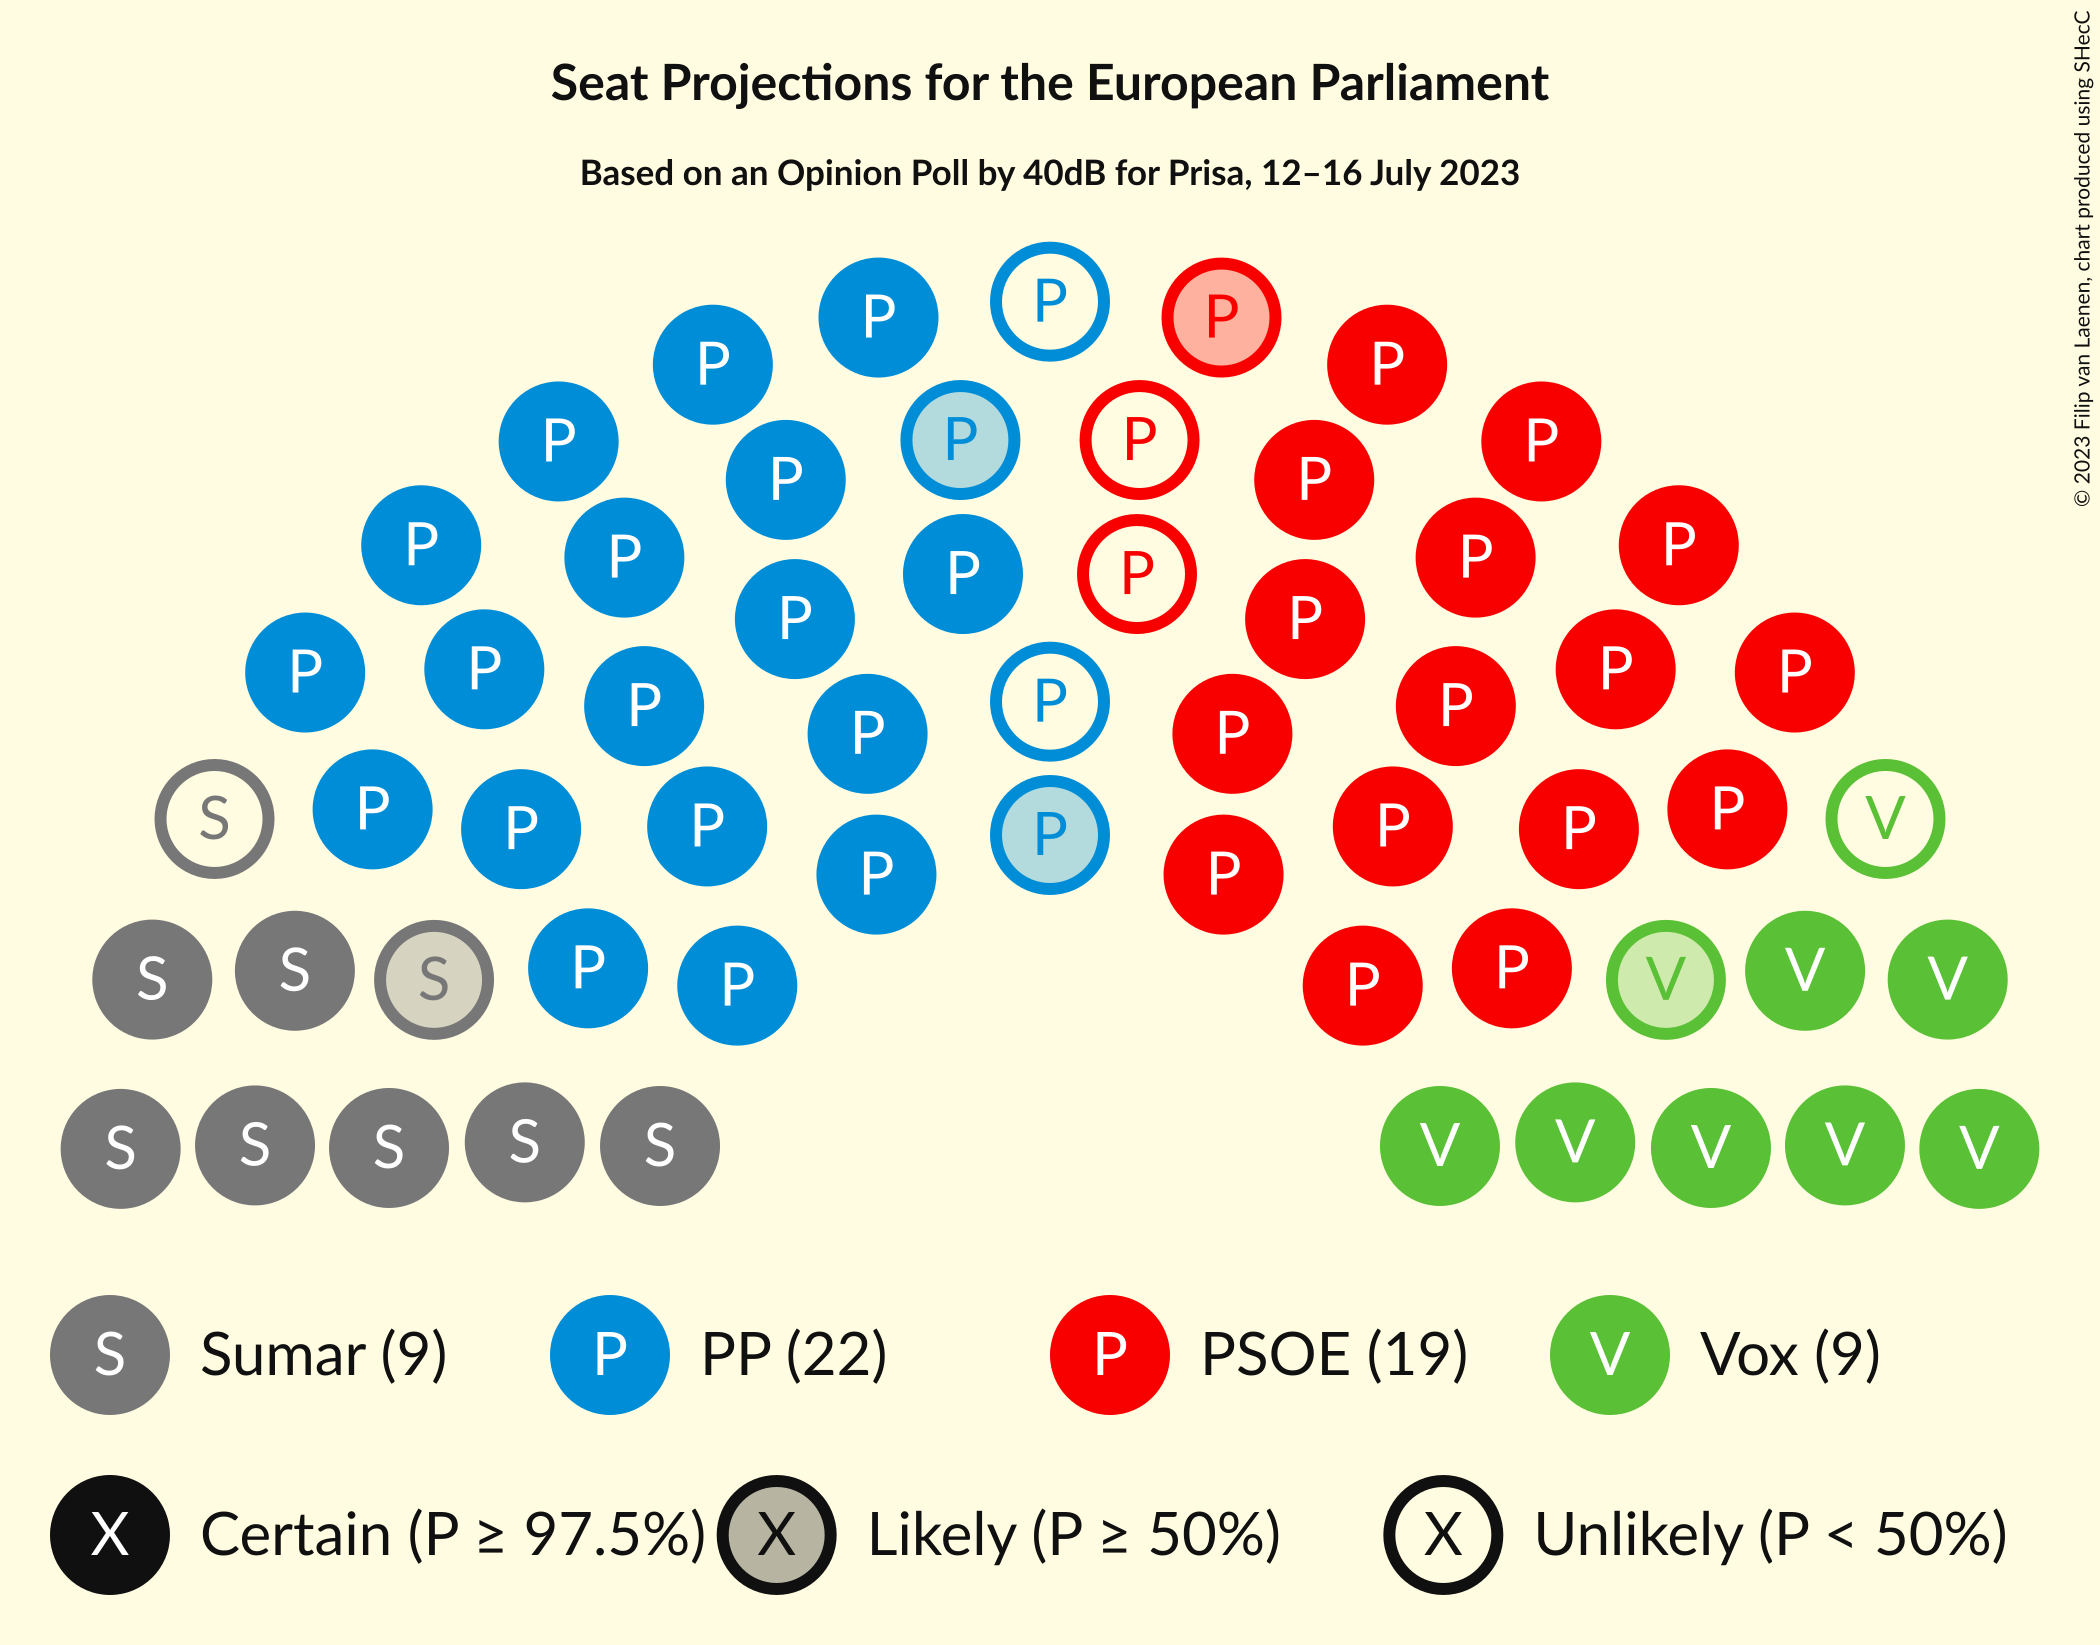 Seat Projections for the European Parliament
Based on an Opinion Poll by 40dB for Prisa, 12–16 July 2023
© 2023 Filip van Laenen, chart produced using SHecC
P
P P
P P
P P
P P
P P
P P
P P
P P
P P
P P
P P
P
P P
P P
P P
S V
P P
P P
P P
P
P P
S S S P P P P V V V
S S S S S V V V V V
S Sumar (9) P PP (22) P PSOE (19) V Vox (9)
X Certain (P ≥ 97.5%) X Likely (P ≥ 50%) X Unlikely (P < 50%)